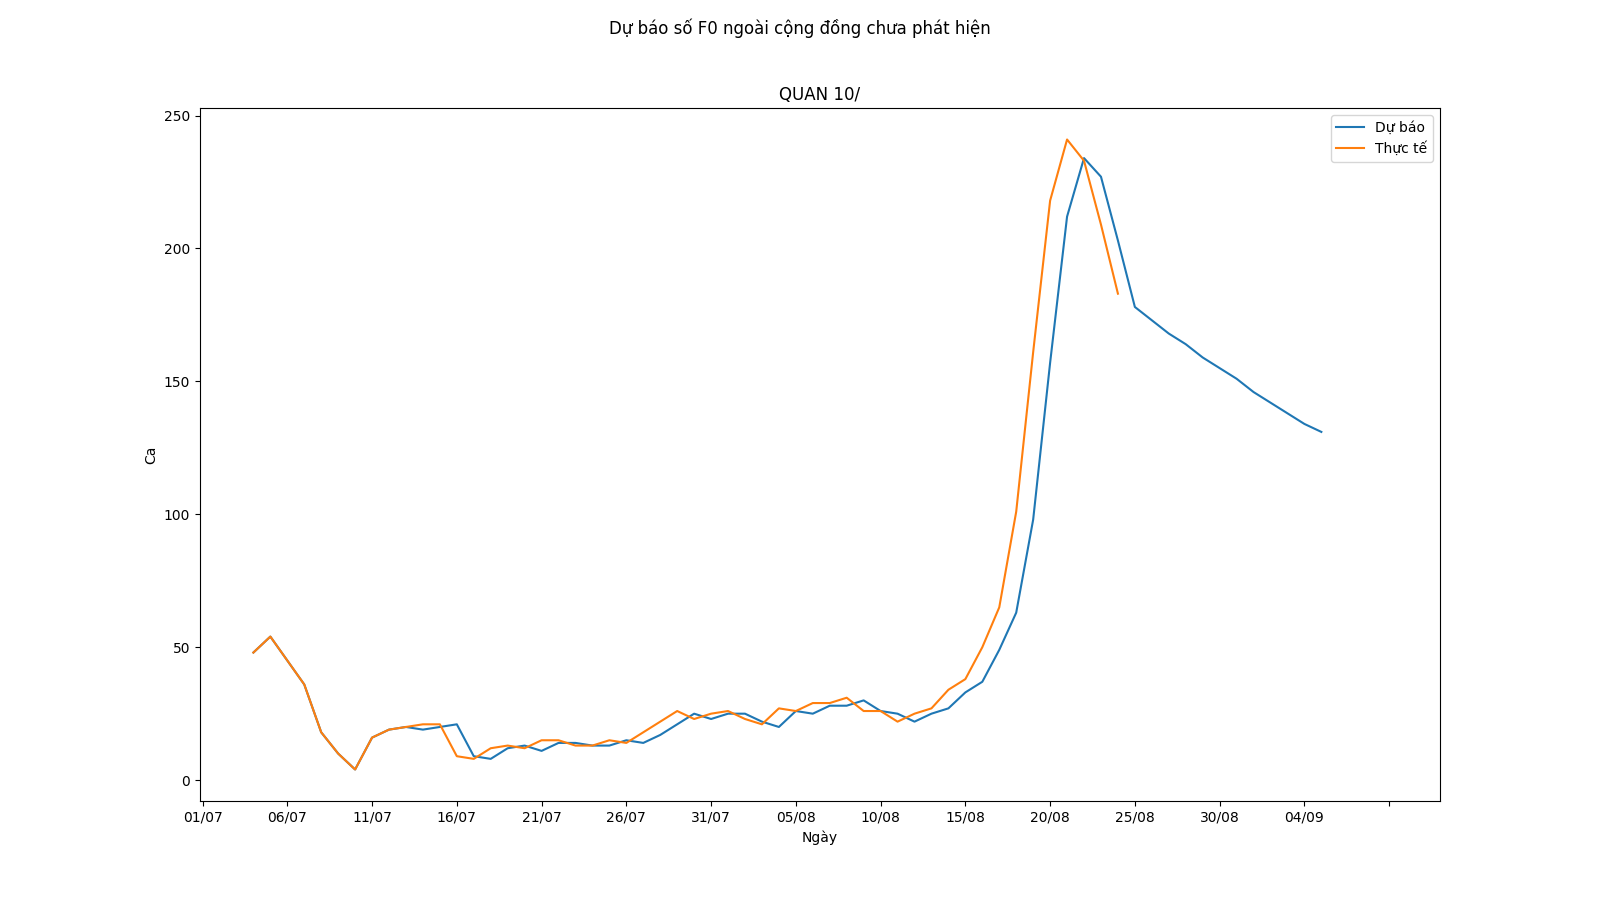 Dự báo số F0 ngoài cộng đồng chưa phát hiện
QUAN 10/
Dự báo
Thực tế
250
200
150
100
50
0
Ca
01/07 06/07 11/07 16/07 21/07 26/07 31/07 05/08 10/08 15/08 20/08 25/08 30/08 04/09
Ngày